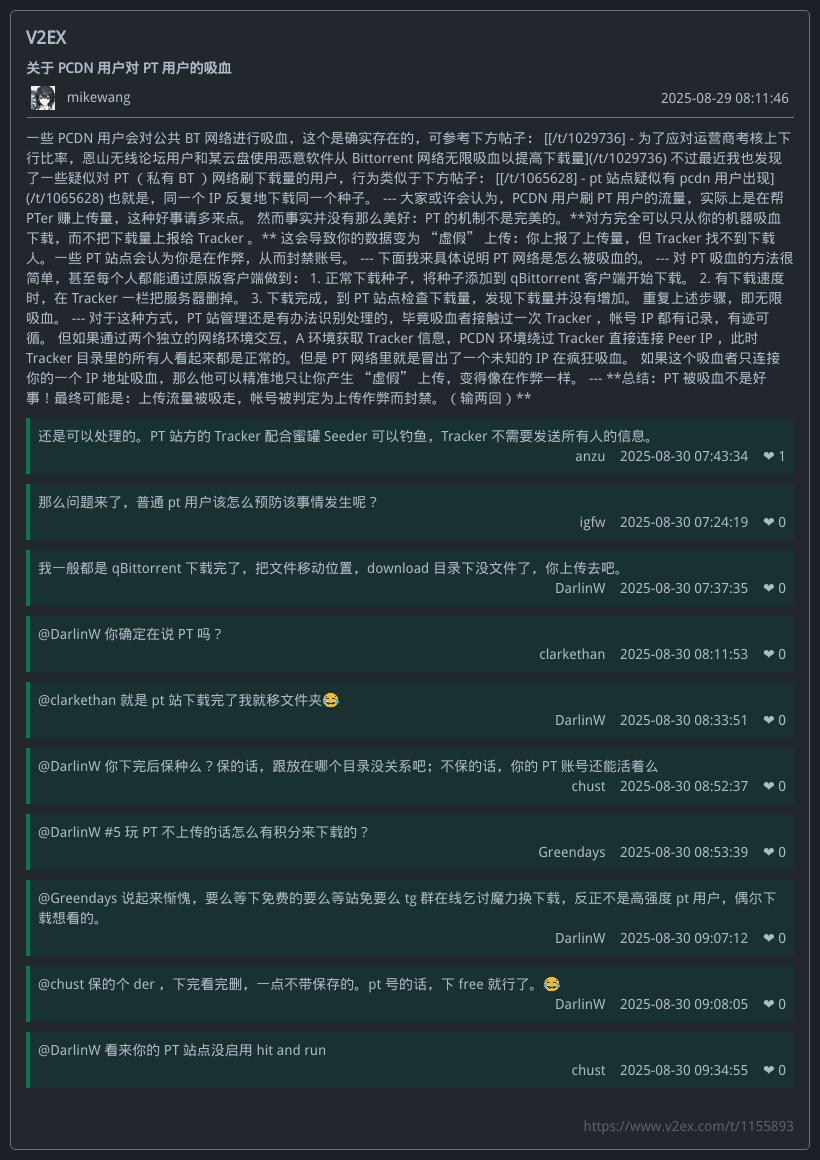 V2EX
关于 PCDN 用户对 PT 用户的吸血
mikewang 2025-08-29 08:11:46
一些 PCDN 用户会对公共 BT 网络进行吸血，这个是确实存在的，可参考下方帖子： [[/t/1029736] - 为了应对运营商考核上下
行比率，恩山无线论坛用户和某云盘使用恶意软件从 Bittorrent 网络无限吸血以提高下载量](/t/1029736) 不过最近我也发现
了一些疑似对 PT （私有 BT ）网络刷下载量的用户，行为类似于下方帖子： [[/t/1065628] - pt 站点疑似有 pcdn 用户出现]
(/t/1065628) 也就是，同一个 IP 反复地下载同一个种子。 --- 大家或许会认为，PCDN 用户刷 PT 用户的流量，实际上是在帮
PTer 赚上传量，这种好事请多来点。 然而事实并没有那么美好：PT 的机制不是完美的。**对方完全可以只从你的机器吸血
下载，而不把下载量上报给 Tracker 。** 这会导致你的数据变为 “虚假” 上传：你上报了上传量，但 Tracker 找不到下载
人。一些 PT 站点会认为你是在作弊，从而封禁账号。 --- 下面我来具体说明 PT 网络是怎么被吸血的。 --- 对 PT 吸血的方法很
简单，甚至每个人都能通过原版客户端做到： 1. 正常下载种子，将种子添加到 qBittorrent 客户端开始下载。 2. 有下载速度
时，在 Tracker 一栏把服务器删掉。 3. 下载完成，到 PT 站点检查下载量，发现下载量并没有增加。 重复上述步骤，即无限
吸血。 --- 对于这种方式，PT 站管理还是有办法识别处理的，毕竟吸血者接触过一次 Tracker ，帐号 IP 都有记录，有迹可
循。 但如果通过两个独立的网络环境交互，A 环境获取 Tracker 信息，PCDN 环境绕过 Tracker 直接连接 Peer IP ，此时
Tracker 目录里的所有人看起来都是正常的。但是 PT 网络里就是冒出了一个未知的 IP 在疯狂吸血。 如果这个吸血者只连接
你的一个 IP 地址吸血，那么他可以精准地只让你产生 “虚假” 上传，变得像在作弊一样。 --- **总结：PT 被吸血不是好
事！最终可能是：上传流量被吸走，帐号被判定为上传作弊而封禁。（输两回）**
还是可以处理的。PT 站方的 Tracker 配合蜜罐 Seeder 可以钓鱼，Tracker 不需要发送所有人的信息。
anzu 2025-08-30 07:43:34 ❤ 1
那么问题来了，普通 pt 用户该怎么预防该事情发生呢？
igfw 2025-08-30 07:24:19 ❤ 0
我一般都是 qBittorrent 下载完了，把文件移动位置，download 目录下没文件了，你上传去吧。
DarlinW 2025-08-30 07:37:35 ❤ 0
@DarlinW 你确定在说 PT 吗？
clarkethan 2025-08-30 08:11:53 ❤ 0
@clarkethan 就是 pt 站下载完了我就移文件夹😂
DarlinW 2025-08-30 08:33:51 ❤ 0
@DarlinW 你下完后保种么？保的话，跟放在哪个目录没关系吧；不保的话，你的 PT 账号还能活着么
chust 2025-08-30 08:52:37 ❤ 0
@DarlinW #5 玩 PT 不上传的话怎么有积分来下载的？
Greendays 2025-08-30 08:53:39 ❤ 0
@Greendays 说起来惭愧，要么等下免费的要么等站免要么 tg 群在线乞讨魔力换下载，反正不是高强度 pt 用户，偶尔下
载想看的。
DarlinW 2025-08-30 09:07:12 ❤ 0
@chust 保的个 der ，下完看完删，一点不带保存的。pt 号的话，下 free 就行了。😂
DarlinW 2025-08-30 09:08:05 ❤ 0
@DarlinW 看来你的 PT 站点没启用 hit and run
chust 2025-08-30 09:34:55 ❤ 0
https://www.v2ex.com/t/1155893